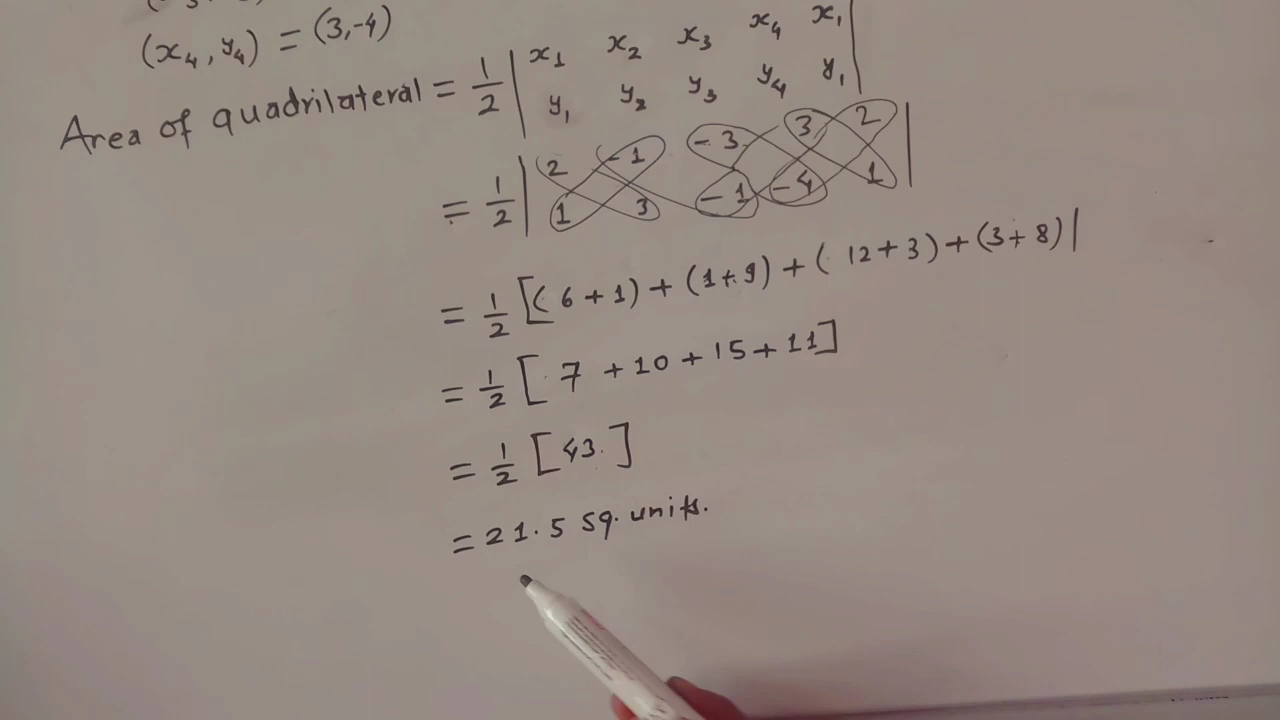 (x₄, y₄) = (3,-4)
Area of quadrilateral = 1/2 | x₁ x₂ x₃ x₄ x₁ |
y₁ y₂ y₃ y₄ y₁
= 1/2 | 2 -1 -3 3 2 |
1 3 -1 -4 1
= 1/2 [(6+1) + (1+9) + (12+3) + (3+8)|
= 1/2 [7 +10 +15 + 11]
= 1/2 [43.]
= 21.5 sq. units.